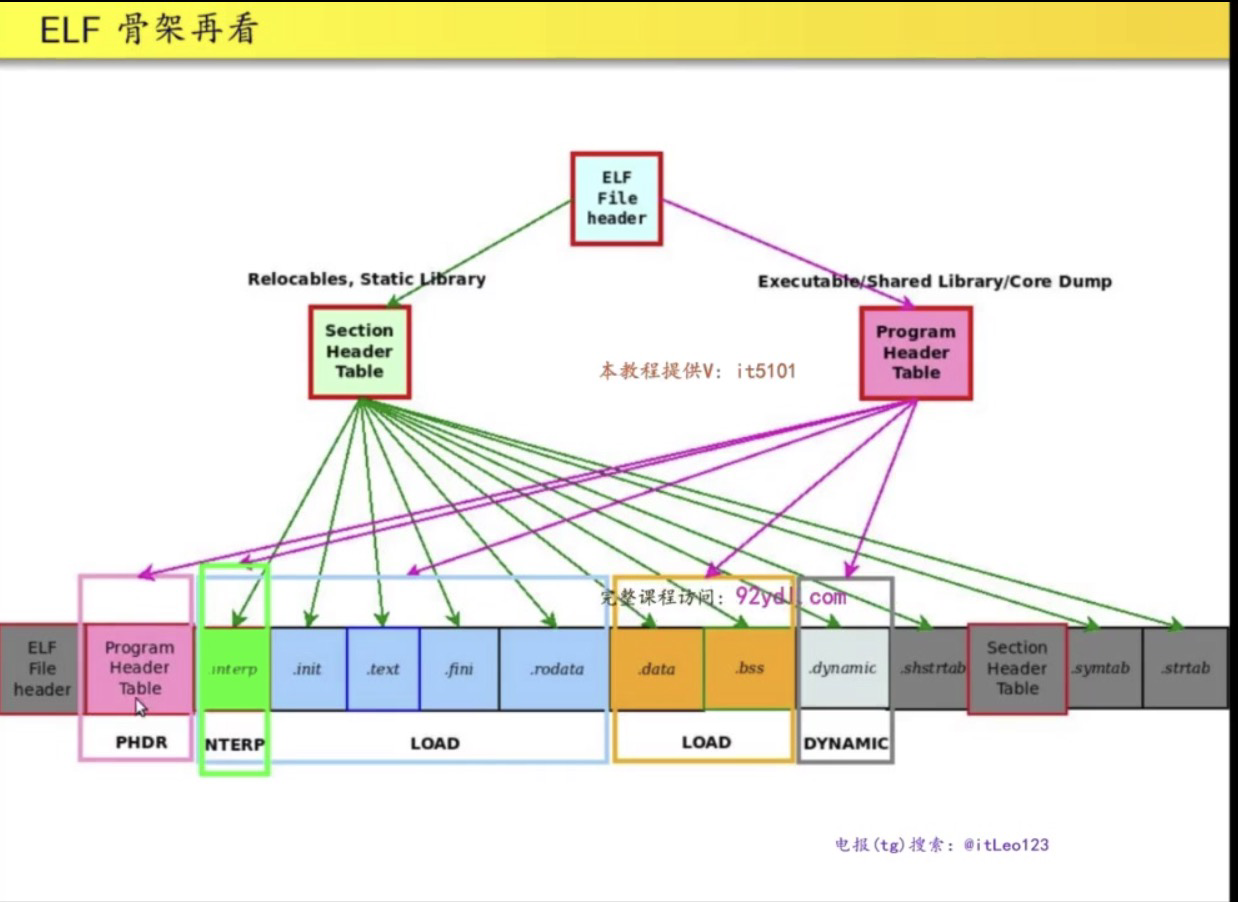 ELF 骨架再看
ELF
File
header
Relocables, Static Library
Executable/Shared Library/Core Dump
Section
Header
Table
Program
Header
Table
本教程提供V: it5101
完整课程访问: 92ydl.com
ELF
File
header
Program
Header
Table
.interp
.init
.text
.fini
.rodata
.data
.bss
.dynamic
.shstrtab
Section
Header
Table
.symtab
.strtab
PHDR
NTERP
LOAD
LOAD
DYNAMIC
电报(tg)搜索: @itLeo123